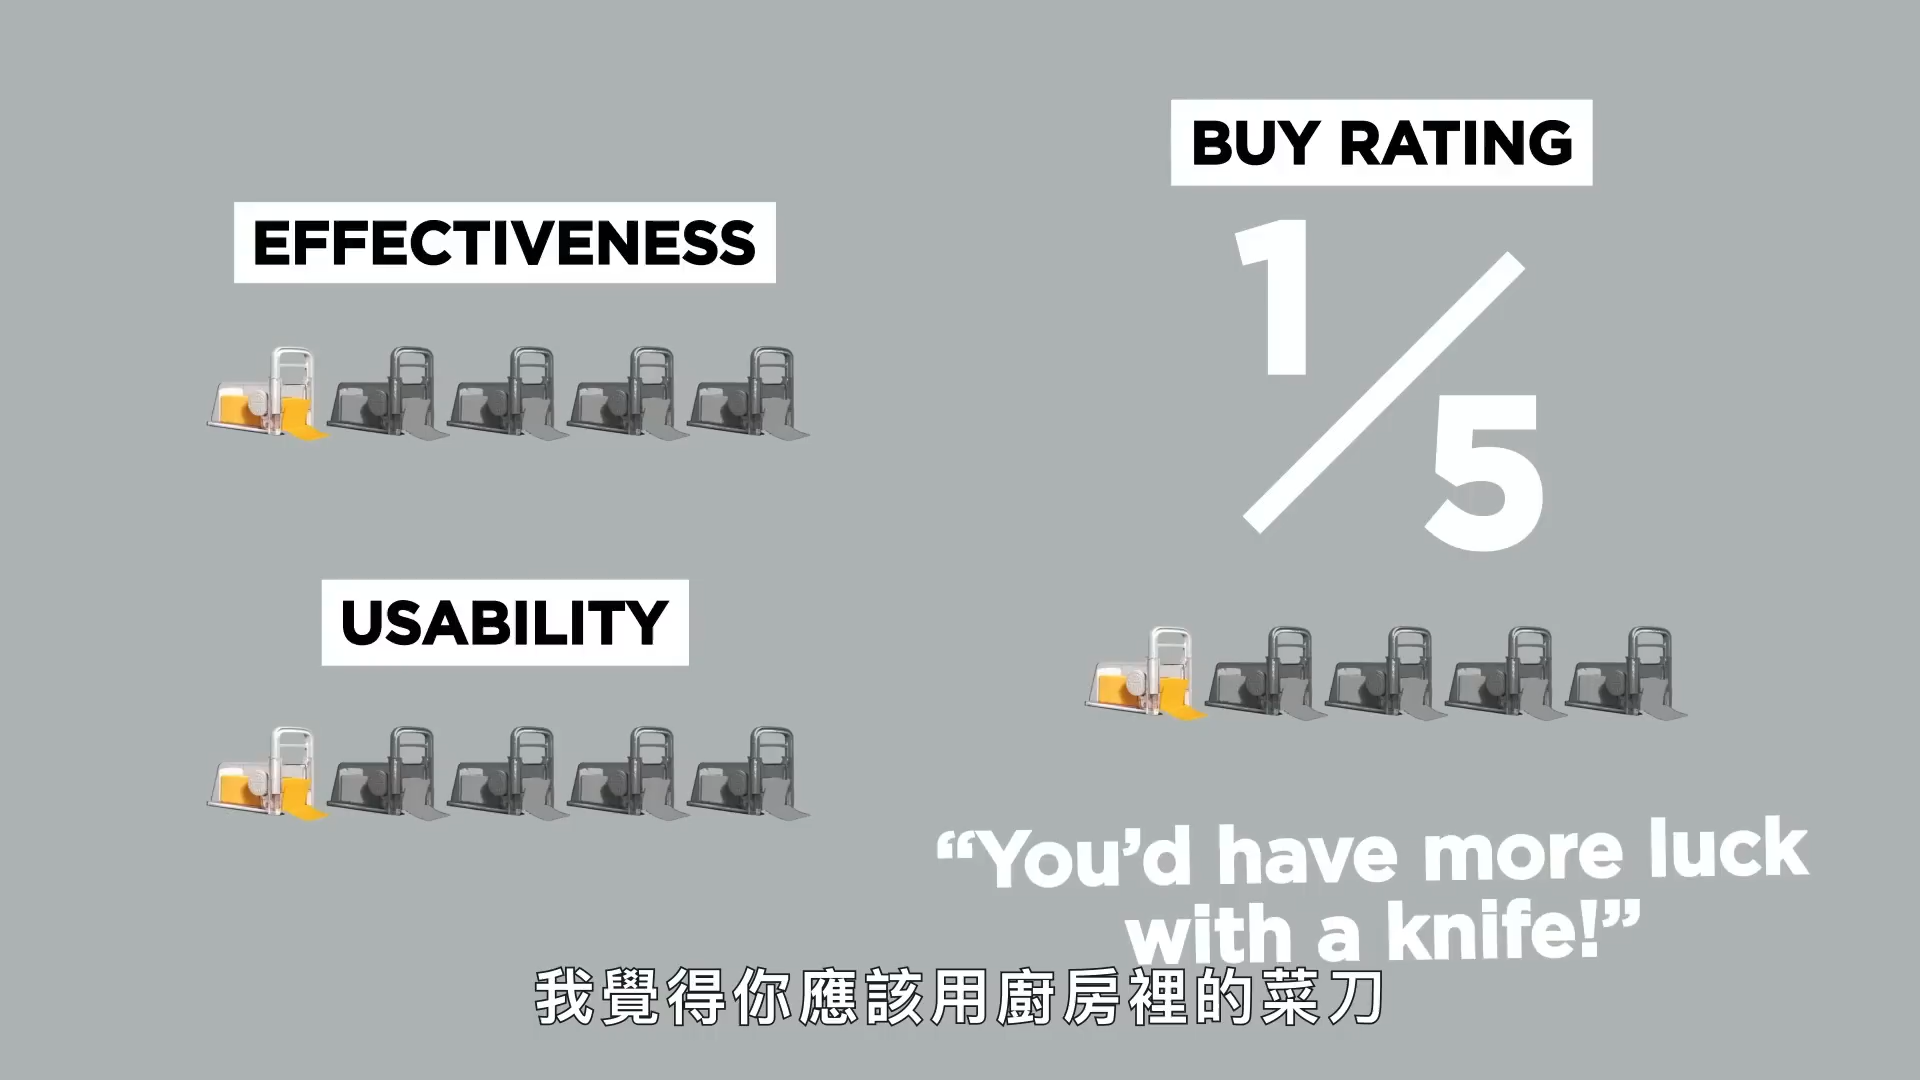 EFFECTIVENESS
USABILITY
BUY RATING
1/5
“You’d have more luck
with a knife!”
我覺得你應該用廚房裡的菜刀